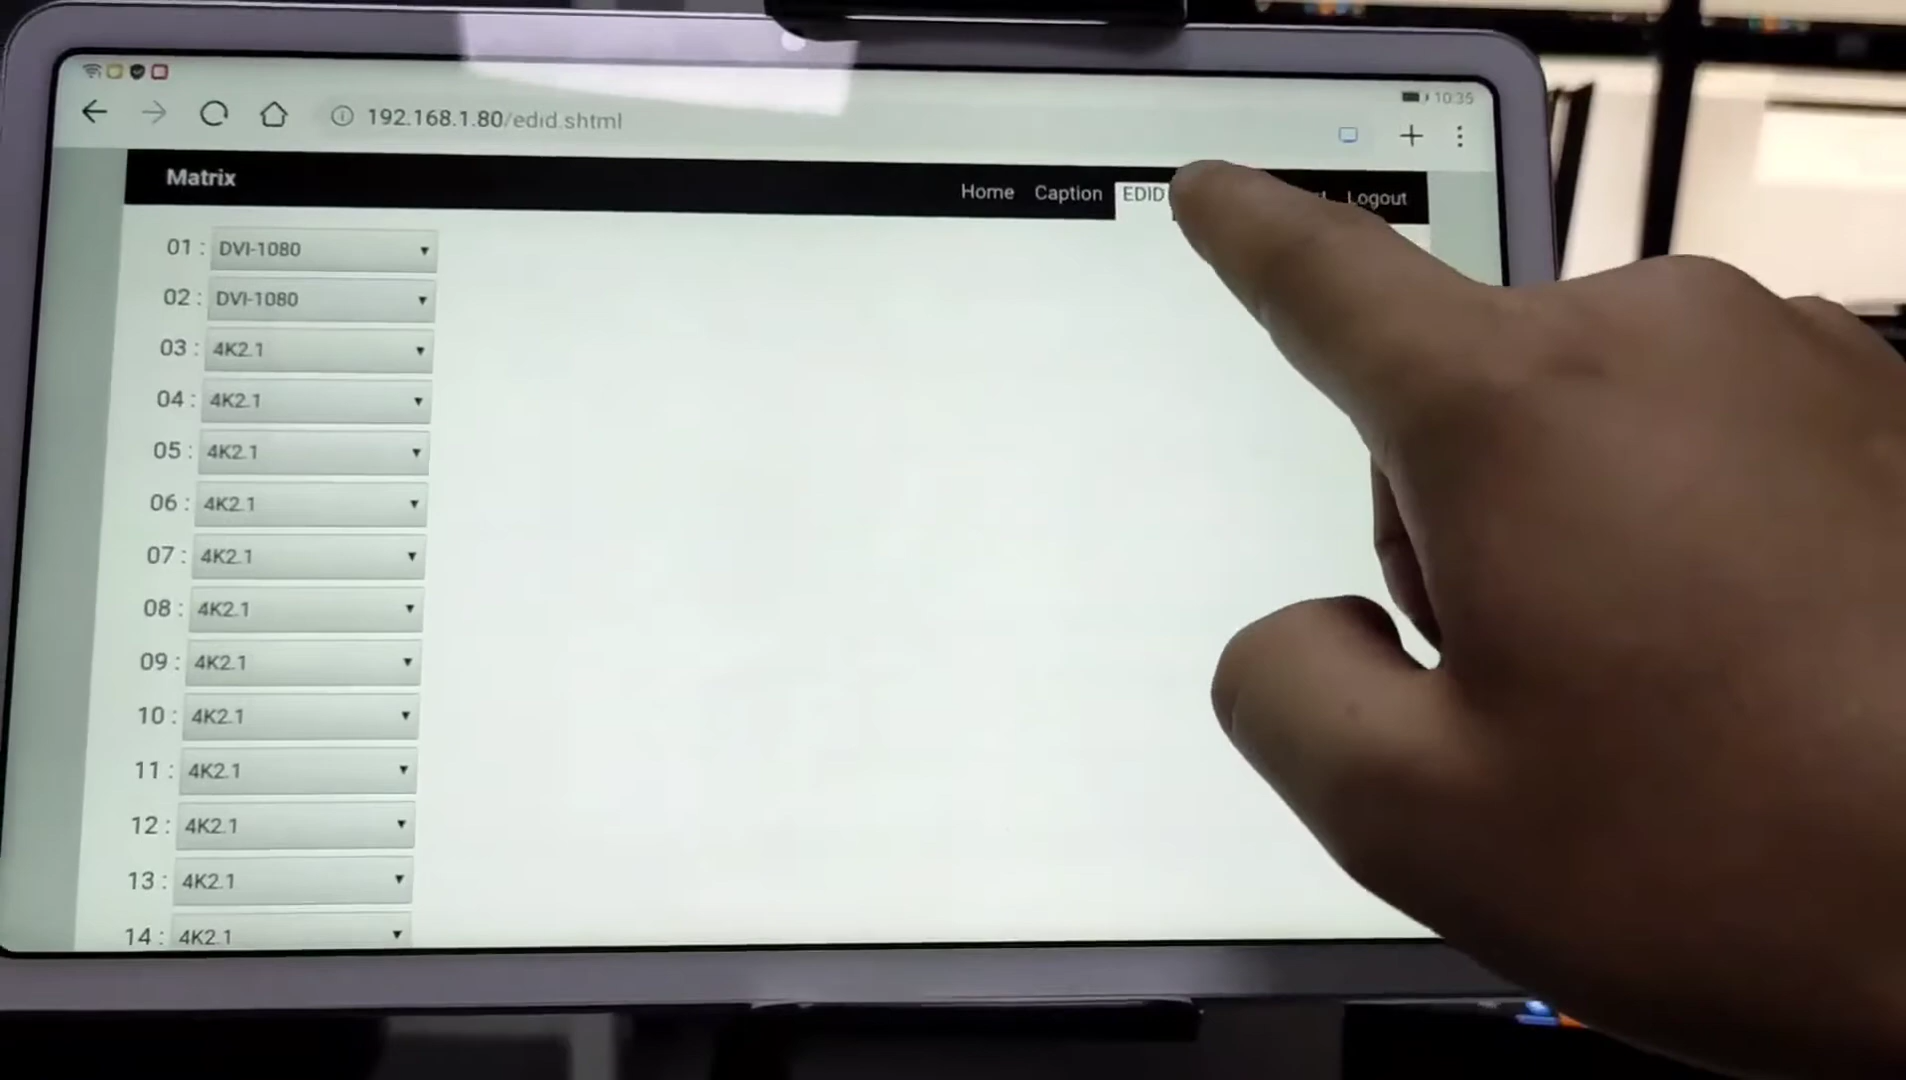 10:35
192.168.1.80/edid.shtml
Matrix
Home Caption EDID Logout
01 : DVI-1080
02 : DVI-1080
03 : 4K2.1
04 : 4K2.1
05 : 4K2.1
06 : 4K2.1
07 : 4K2.1
08 : 4K2.1
09 : 4K2.1
10 : 4K2.1
11 : 4K2.1
12 : 4K2.1
13 : 4K2.1
14 : 4K2.1